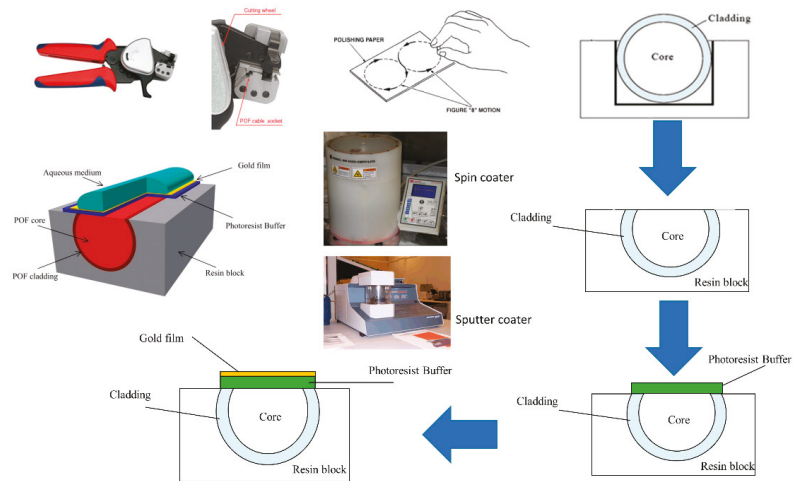 Cutting wheel
POF cable socket
POLISHING PAPER
FIGURE "8" MOTION
Cladding
Core
Aqueous medium
Gold film
Photoresist Buffer
POF core
POF cladding
Resin block
Spin coater
Sputter coater
Cladding
Core
Resin block
Photoresist Buffer
Cladding
Core
Resin block
Gold film
Photoresist Buffer
Cladding
Core
Resin block